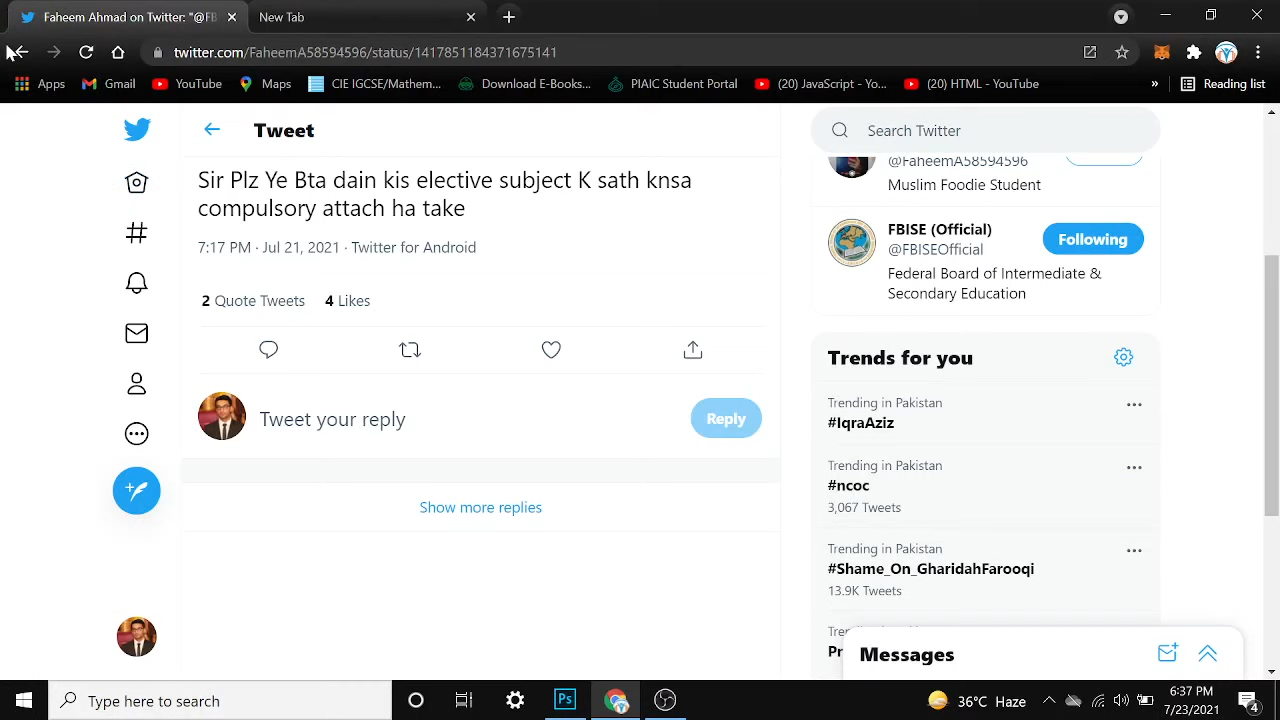 Faheem Ahmad on Twitter: "@FB
New Tab
twitter.com/FaheemA58594596/status/1417851184371675141
Apps
Gmail
YouTube
Maps
CIE IGCSE/Mathem...
Download E-Books...
PIAIC Student Portal
(20) JavaScript - Yo...
(20) HTML - YouTube
»
Reading list
Tweet
Sir Plz Ye Bta dain kis elective subject K sath knsa
compulsory attach ha take
7:17 PM · Jul 21, 2021 · Twitter for Android
2 Quote Tweets 4 Likes
Tweet your reply
Reply
Show more replies
Search Twitter
@FaheemA58594596
Muslim Foodie Student
FBISE (Official)
@FBISEOfficial
Following
Federal Board of Intermediate &
Secondary Education
Trends for you
Trending in Pakistan
#IqraAziz
Trending in Pakistan
#ncoc
3,067 Tweets
Trending in Pakistan
#Shame_On_GharidahFarooqi
13.9K Tweets
Messages
Type here to search
Ps
36°C Haze
6:37 PM
7/23/2021
4